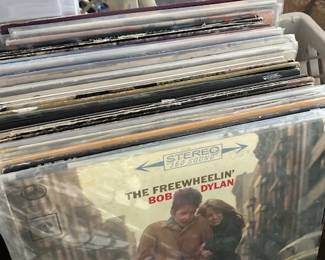 STEREO
360 SOUND
THE FREEWHEELIN'
BOB DYLAN